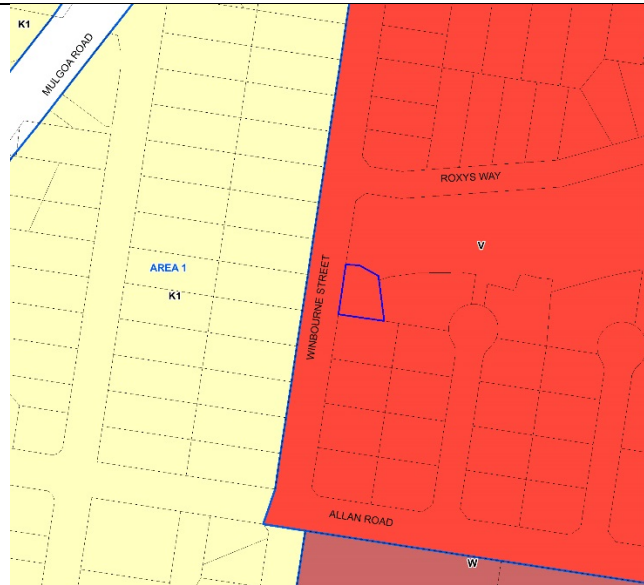 K1
MULGOA ROAD
ROXYS WAY
V
AREA 1
K1
WINBOURNE STREET
ALLAN ROAD
W